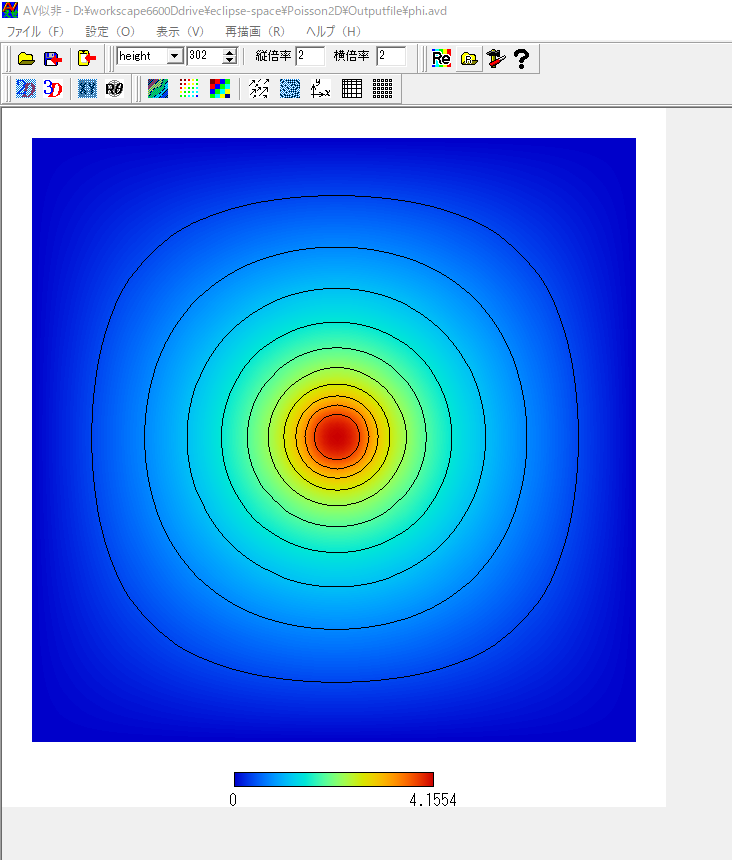 AV似非 - D:¥workscape6600Ddrive¥eclipse-space¥Poisson2D¥Outputfile¥phi.avd
ファイル（F） 設定（O） 表示（V） 再描画（R） ヘルプ（H）
height 302 縦倍率 2 横倍率 2 Re R
2D 3D XY Rθ y x
0 4.1554